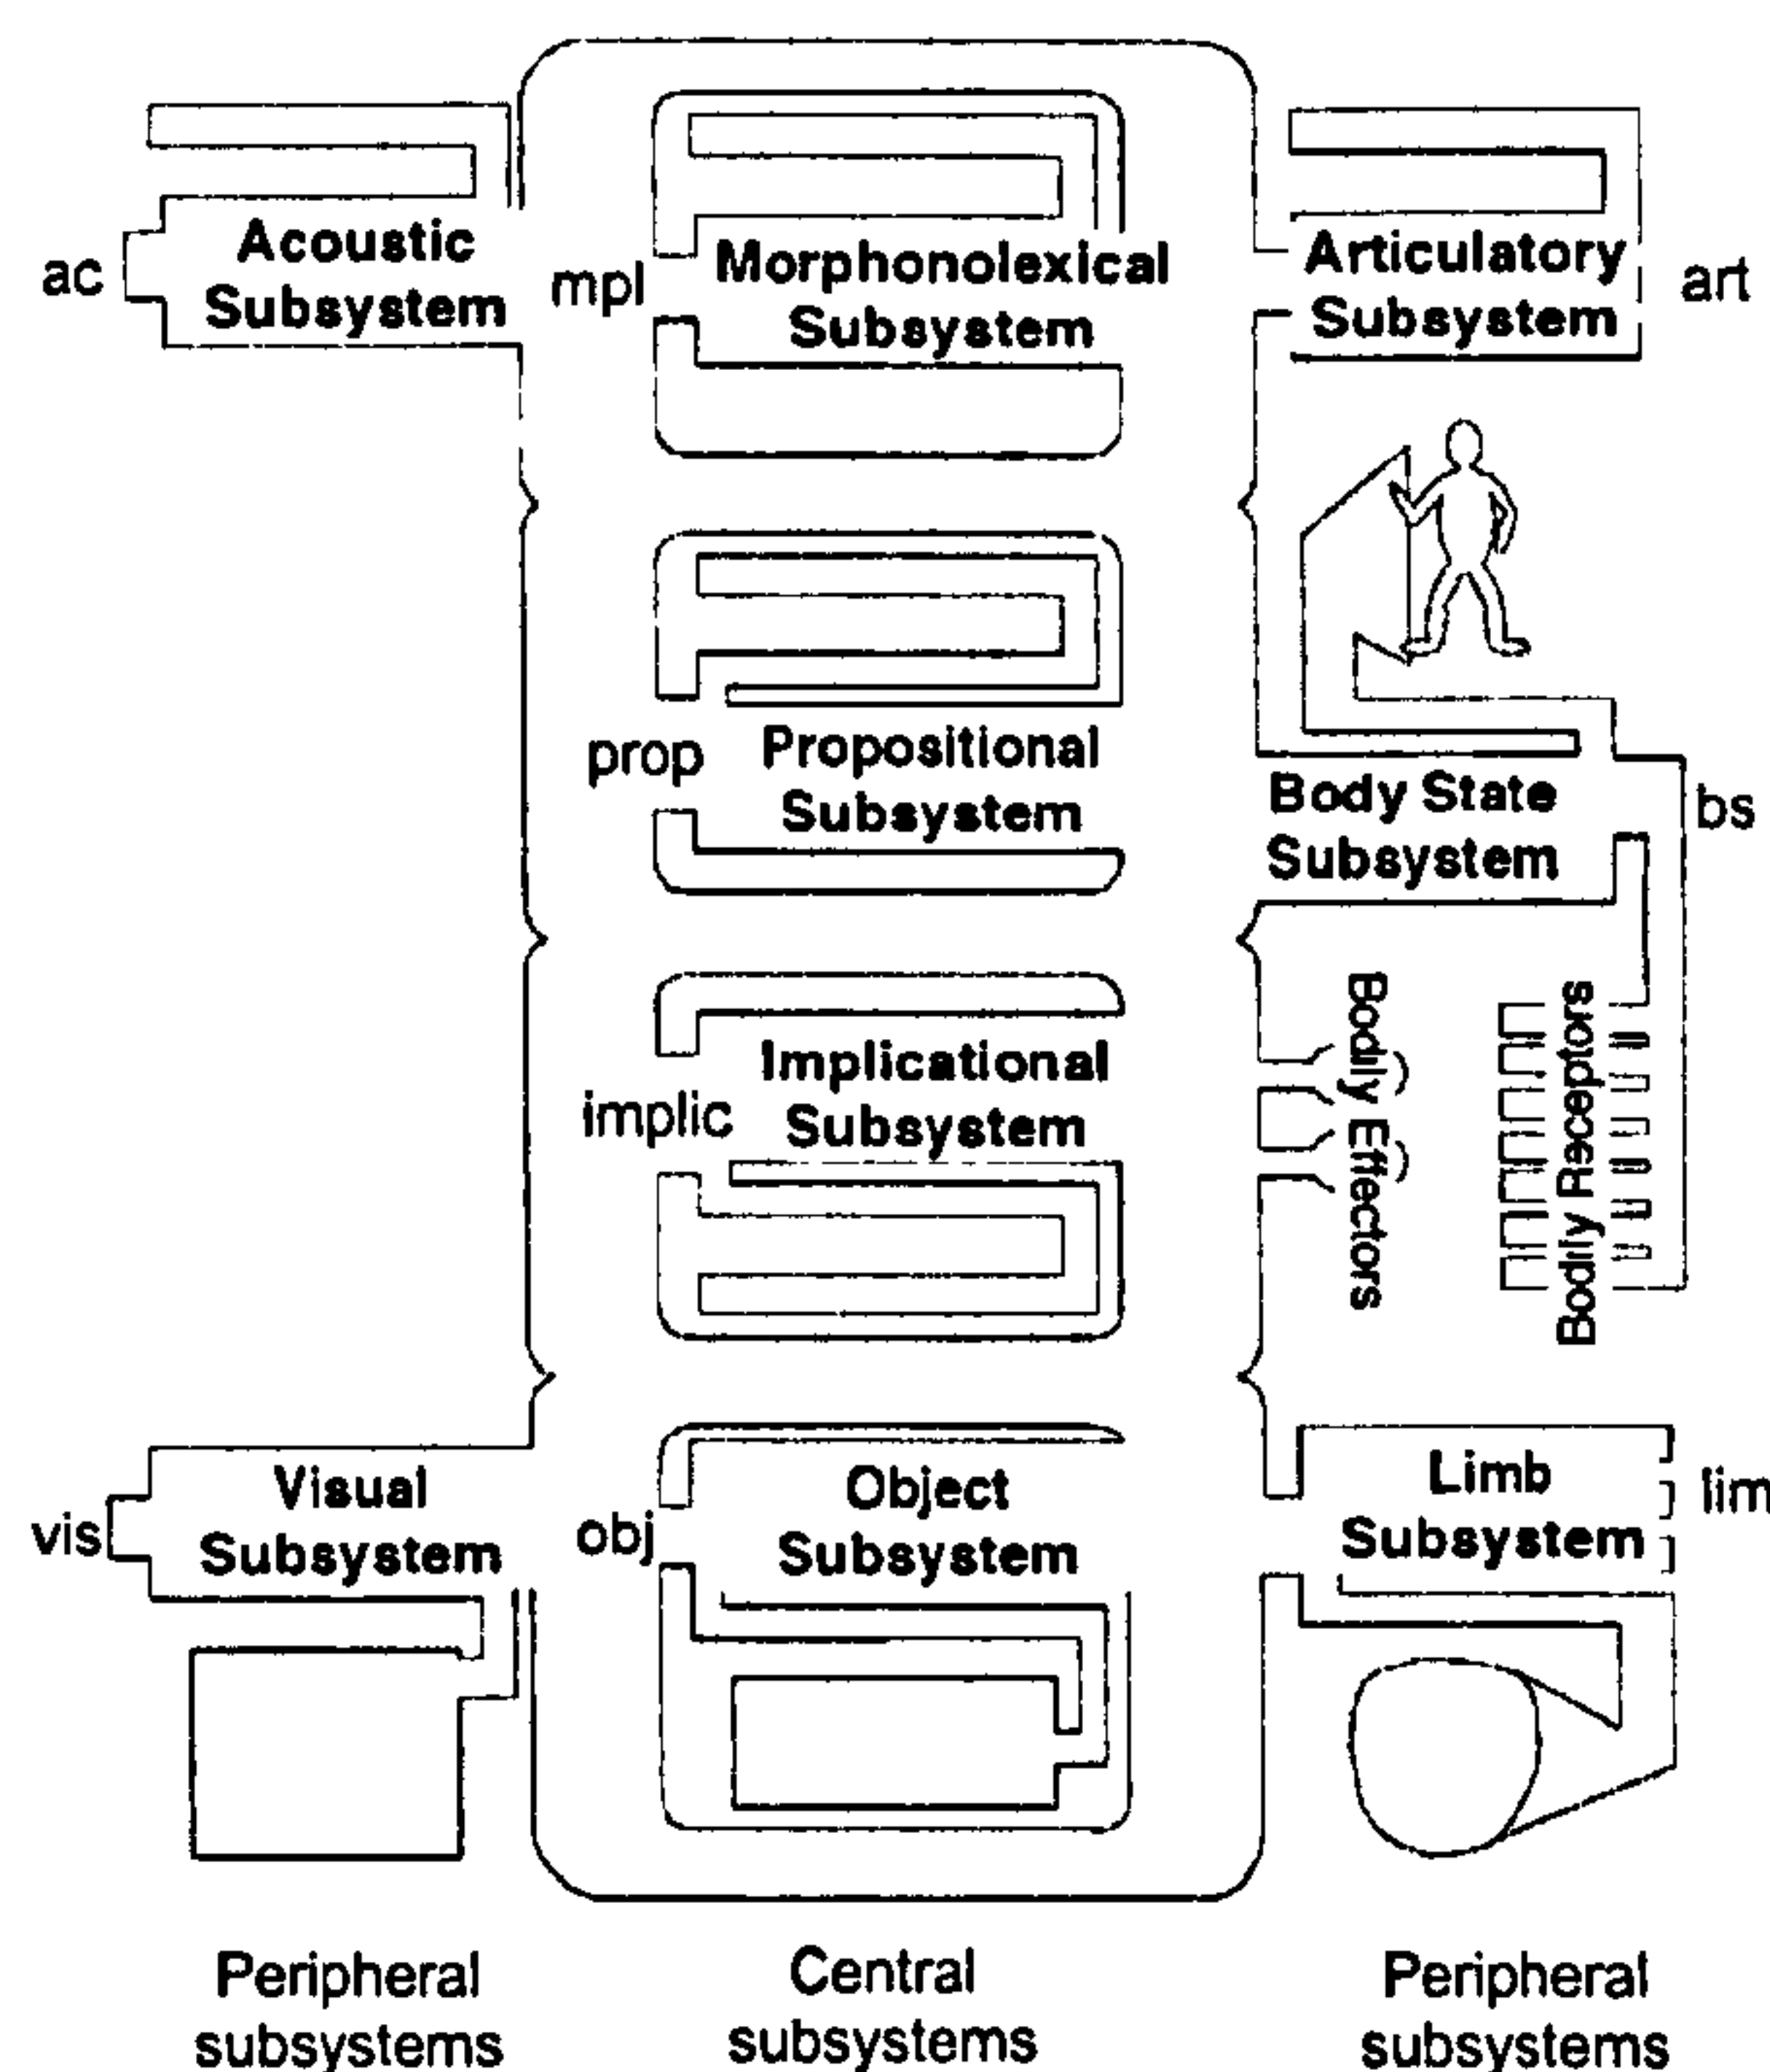 ac
Acoustic
Subsystem
mpl
Morphonolexical
Subsystem
Articulatory
Subsystem
art
prop
Propositional
Subsystem
Body State
Subsystem
bs
implic
Implicational
Subsystem
Bodily Effectors
Bodily Receptors
vis
Visual
Subsystem
obj
Object
Subsystem
Limb
Subsystem
lim
Peripheral
subsystems
Central
subsystems
Peripheral
subsystems